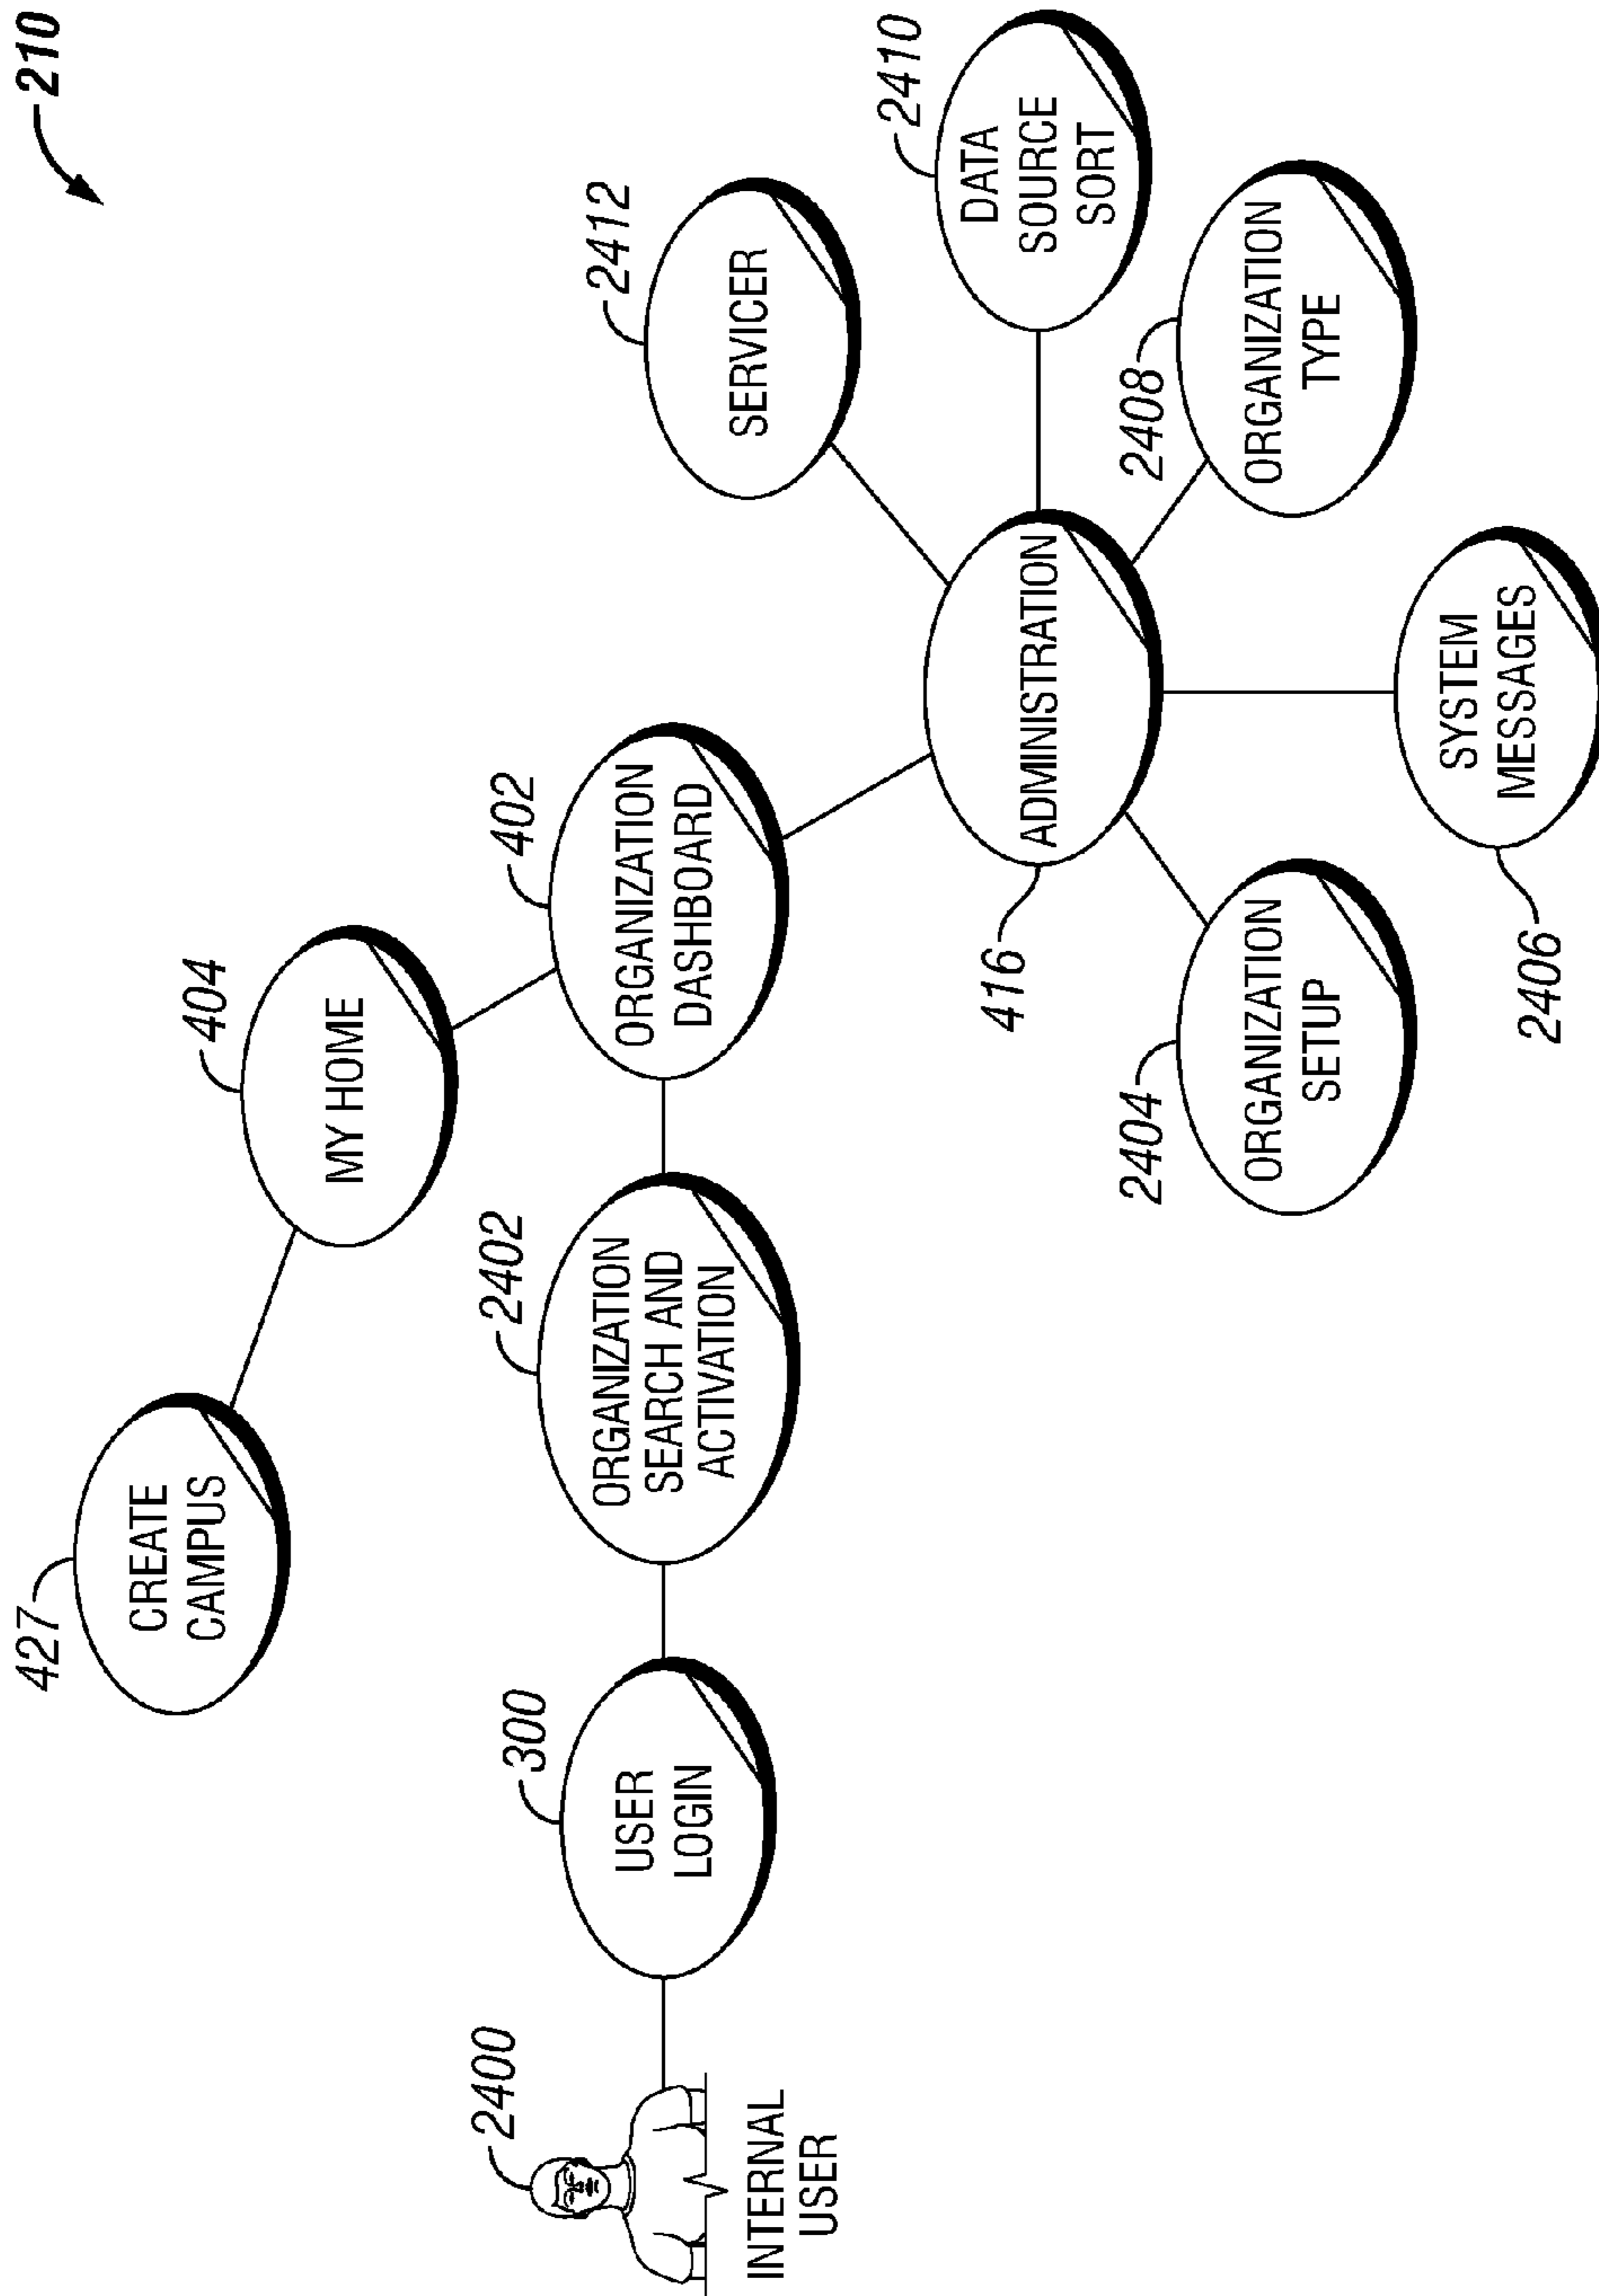 210
427
CREATE
CAMPUS
404
MY HOME
2400
INTERNAL
USER
300
USER
LOGIN
2402
ORGANIZATION
SEARCH AND
ACTIVATION
402
ORGANIZATION
DASHBOARD
2412
SERVICER
416
ADMINISTRATION
2410
DATA
SOURCE
SORT
2404
ORGANIZATION
SETUP
2408
ORGANIZATION
TYPE
2406
SYSTEM
MESSAGES